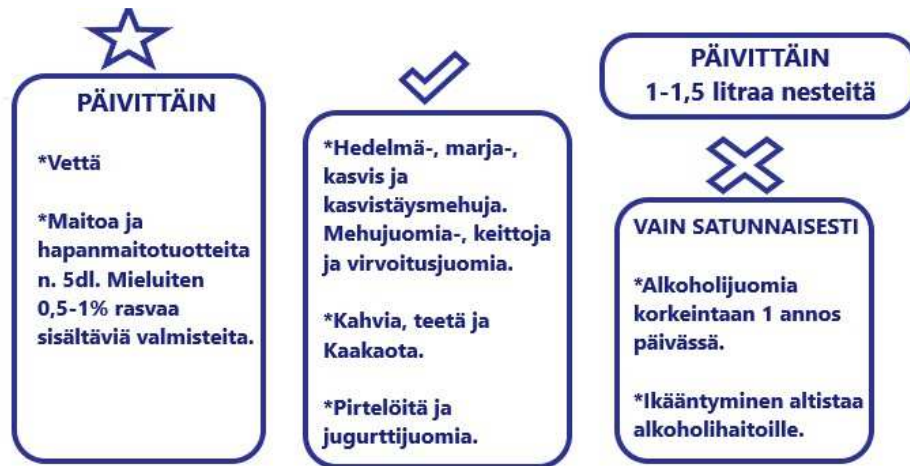 PÄIVITTÄIN
*Vettä
*Maitoa ja
hapanmaitotuotteita
n. 5dl. Mieluiten
0,5-1% rasvaa
sisältäviä valmisteita.
*Hedelmä-, marja-,
kasvis ja
kasvistäysmehuja.
Mehujuomia-, keittoja
ja virvoitusjuomia.
*Kahvia, teetä ja
Kaakaota.
*Pirtelöitä ja
jugurttijuomia.
PÄIVITTÄIN
1-1,5 litraa nesteitä
VAIN SATUNNAISESTI
*Alkoholijuomia
korkeintaan 1 annos
päivässä.
*Ikääntyminen altistaa
alkoholihaitoille.